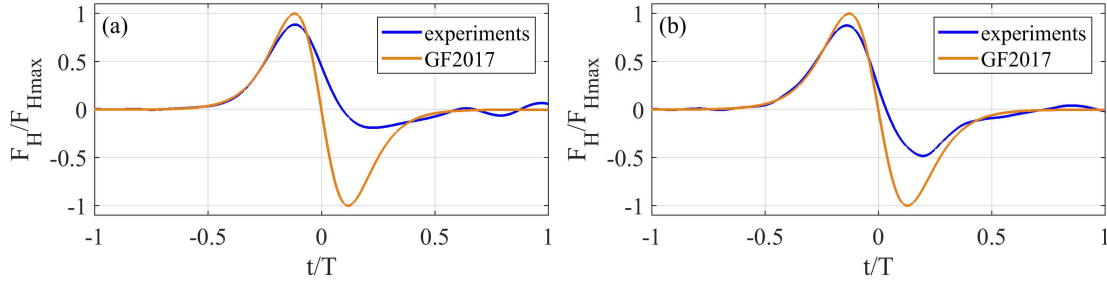 (a)
experiments
GF2017
1
0.5
0
-0.5
-1
F_H/F_Hmax
-1 -0.5 0 0.5 1
t/T
(b)
experiments
GF2017
1
0.5
0
-0.5
-1
F_H/F_Hmax
-1 -0.5 0 0.5 1
t/T